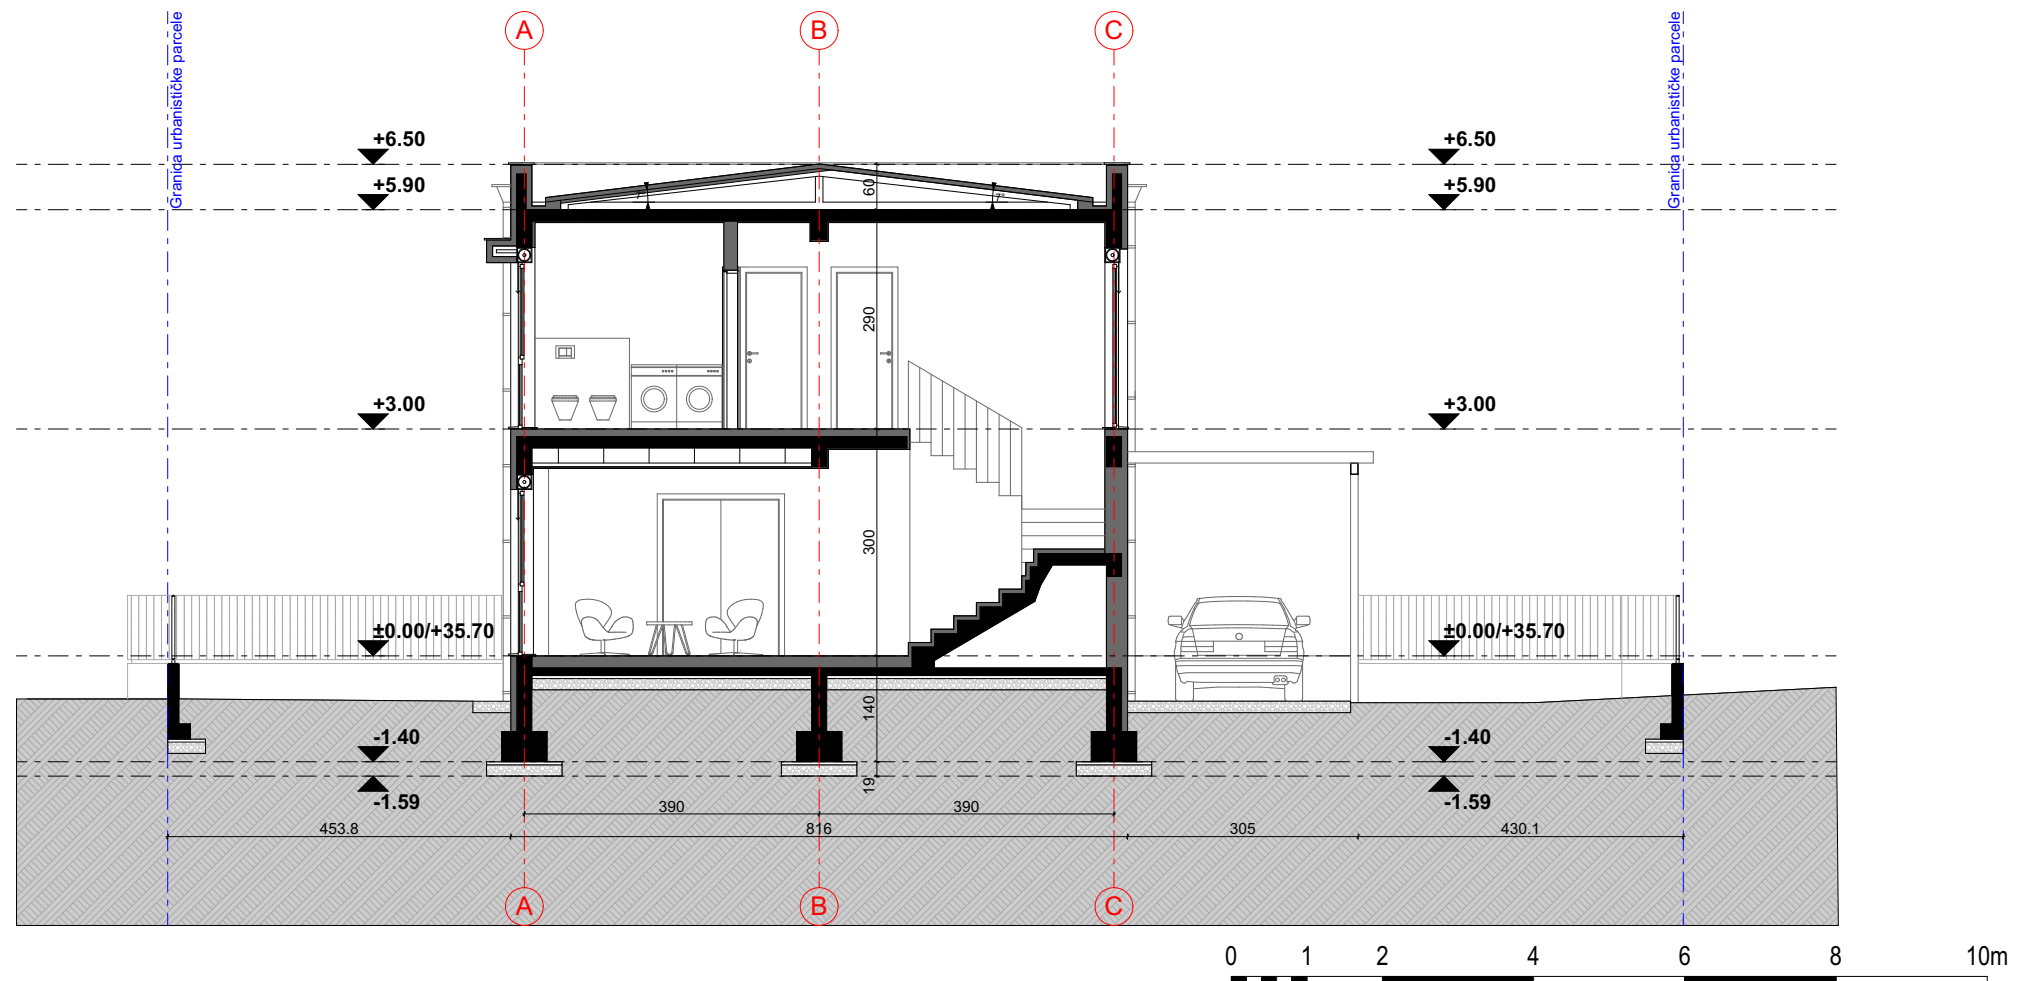 A B C
Granica urbanističke parcele
Granica urbanističke parcele
+6.50 +6.50
+5.90 +5.90
60
7° 7°
290
+3.00 +3.00
300
±0.00/+35.70 ±0.00/+35.70
140
-1.40 -1.40
19
-1.59 -1.59
390 390
453.8 816 305 430.1
A B C
0 1 2 4 6 8 10m